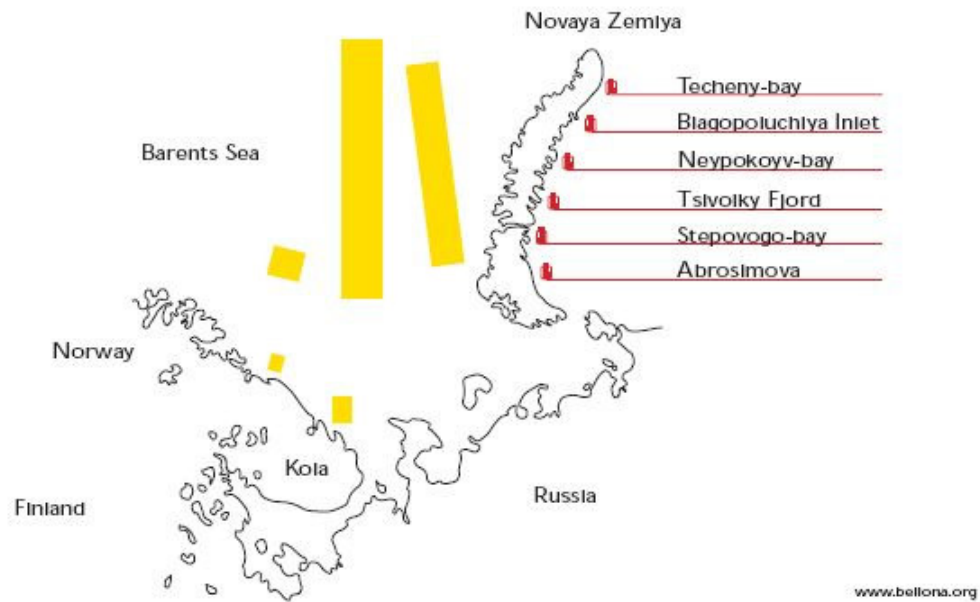 Novaya Zemiya
Techeny-bay
Blagopoluchiya Inlet
Barents Sea
Neypokoyv-bay
Tsivolky Fjord
Stepovogo-bay
Abrosimova
Norway
Kola
Russia
Finland
www.bellona.org